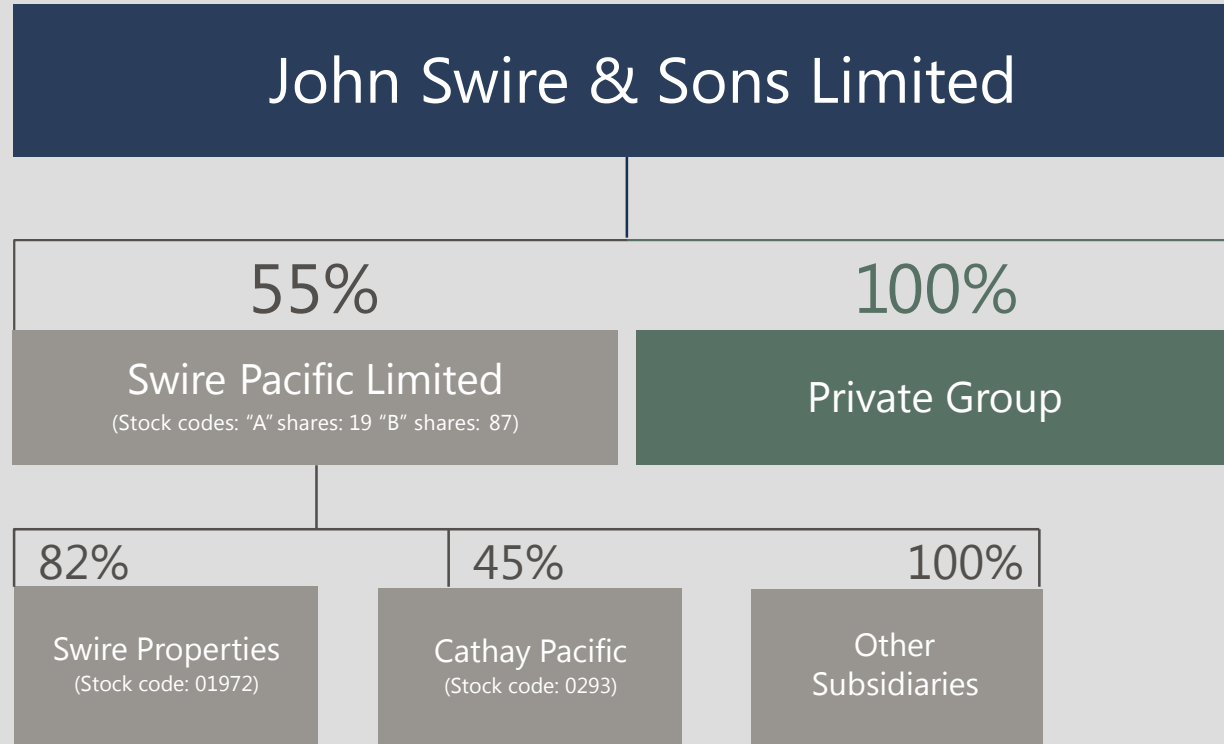 John Swire & Sons Limited
55%
100%
Swire Pacific Limited
(Stock codes: “A” shares: 19 “B” shares: 87)
Private Group
82%
45%
100%
Swire Properties
(Stock code: 01972)
Cathay Pacific
(Stock code: 0293)
Other
Subsidiaries